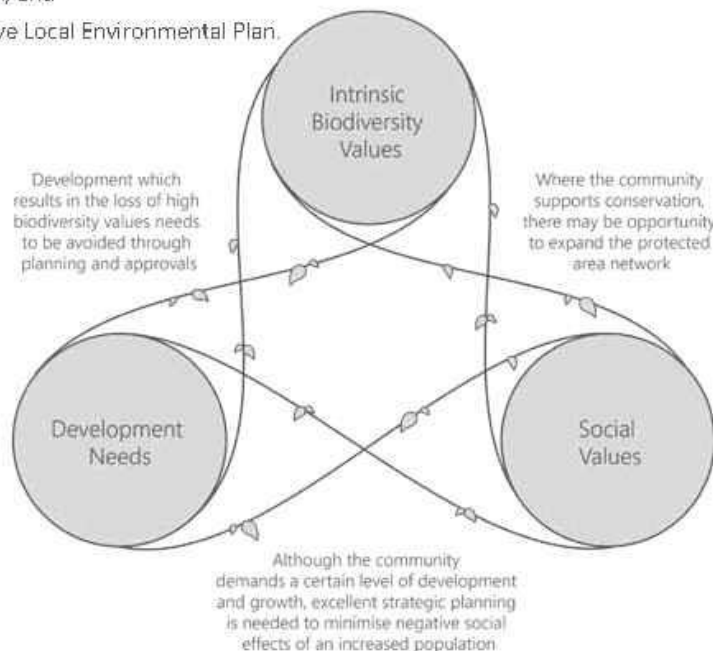 ve Local Environmental Plan.
Intrinsic
Biodiversity
Values
Development which
results in the loss of high
biodiversity values needs
to be avoided through
planning and approvals
Where the community
supports conservation,
there may be opportunity
to expand the protected
area network
Development
Needs
Social
Values
Although the community
demands a certain level of development
and growth, excellent strategic planning
is needed to minimise negative social
effects of an increased population